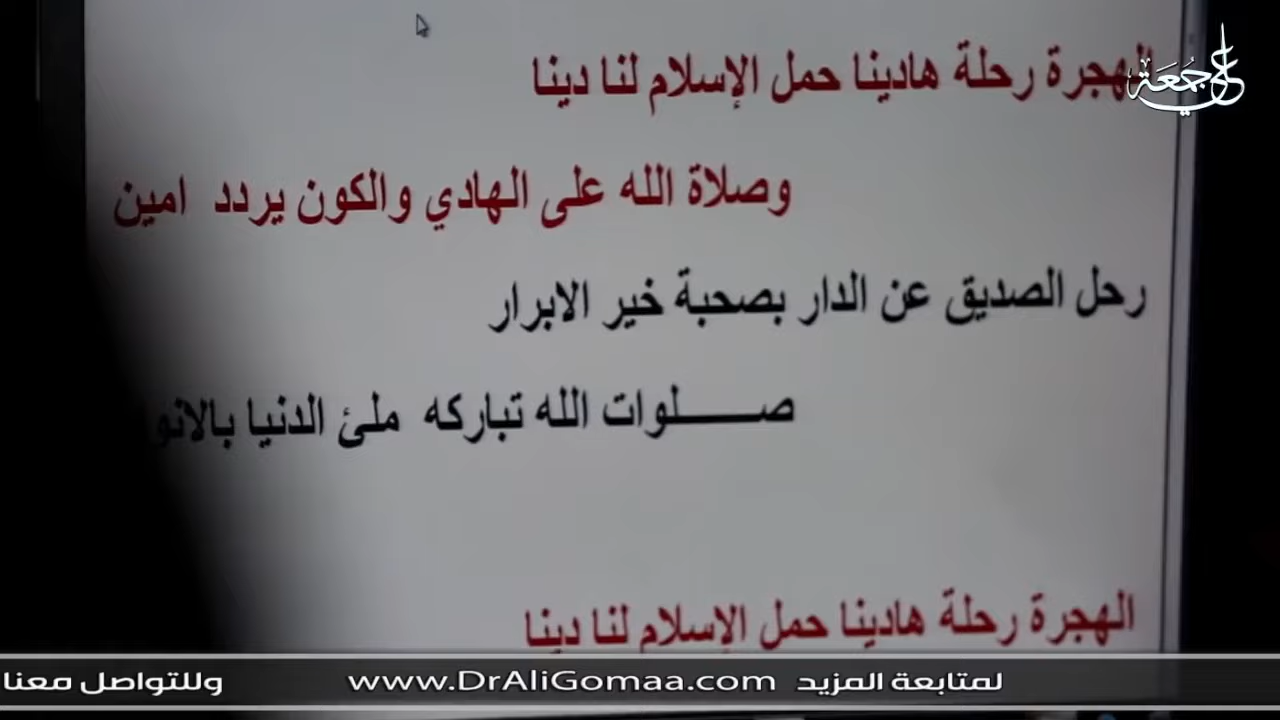 الهجرة رحلة هادينا حمل الإسلام لنا دينا
علي جمعة
وصلاة الله على الهادي والكون يردد امين
رحل الصديق عن الدار بصحبة خير الابرار
صـــــلوات الله تباركه ملئ الدنيا
الهجرة رحلة هادينا حمل الإسلام لنا دينا
لمتابعة المزيد www.DrAliGomaa.com وللتواصل معنا